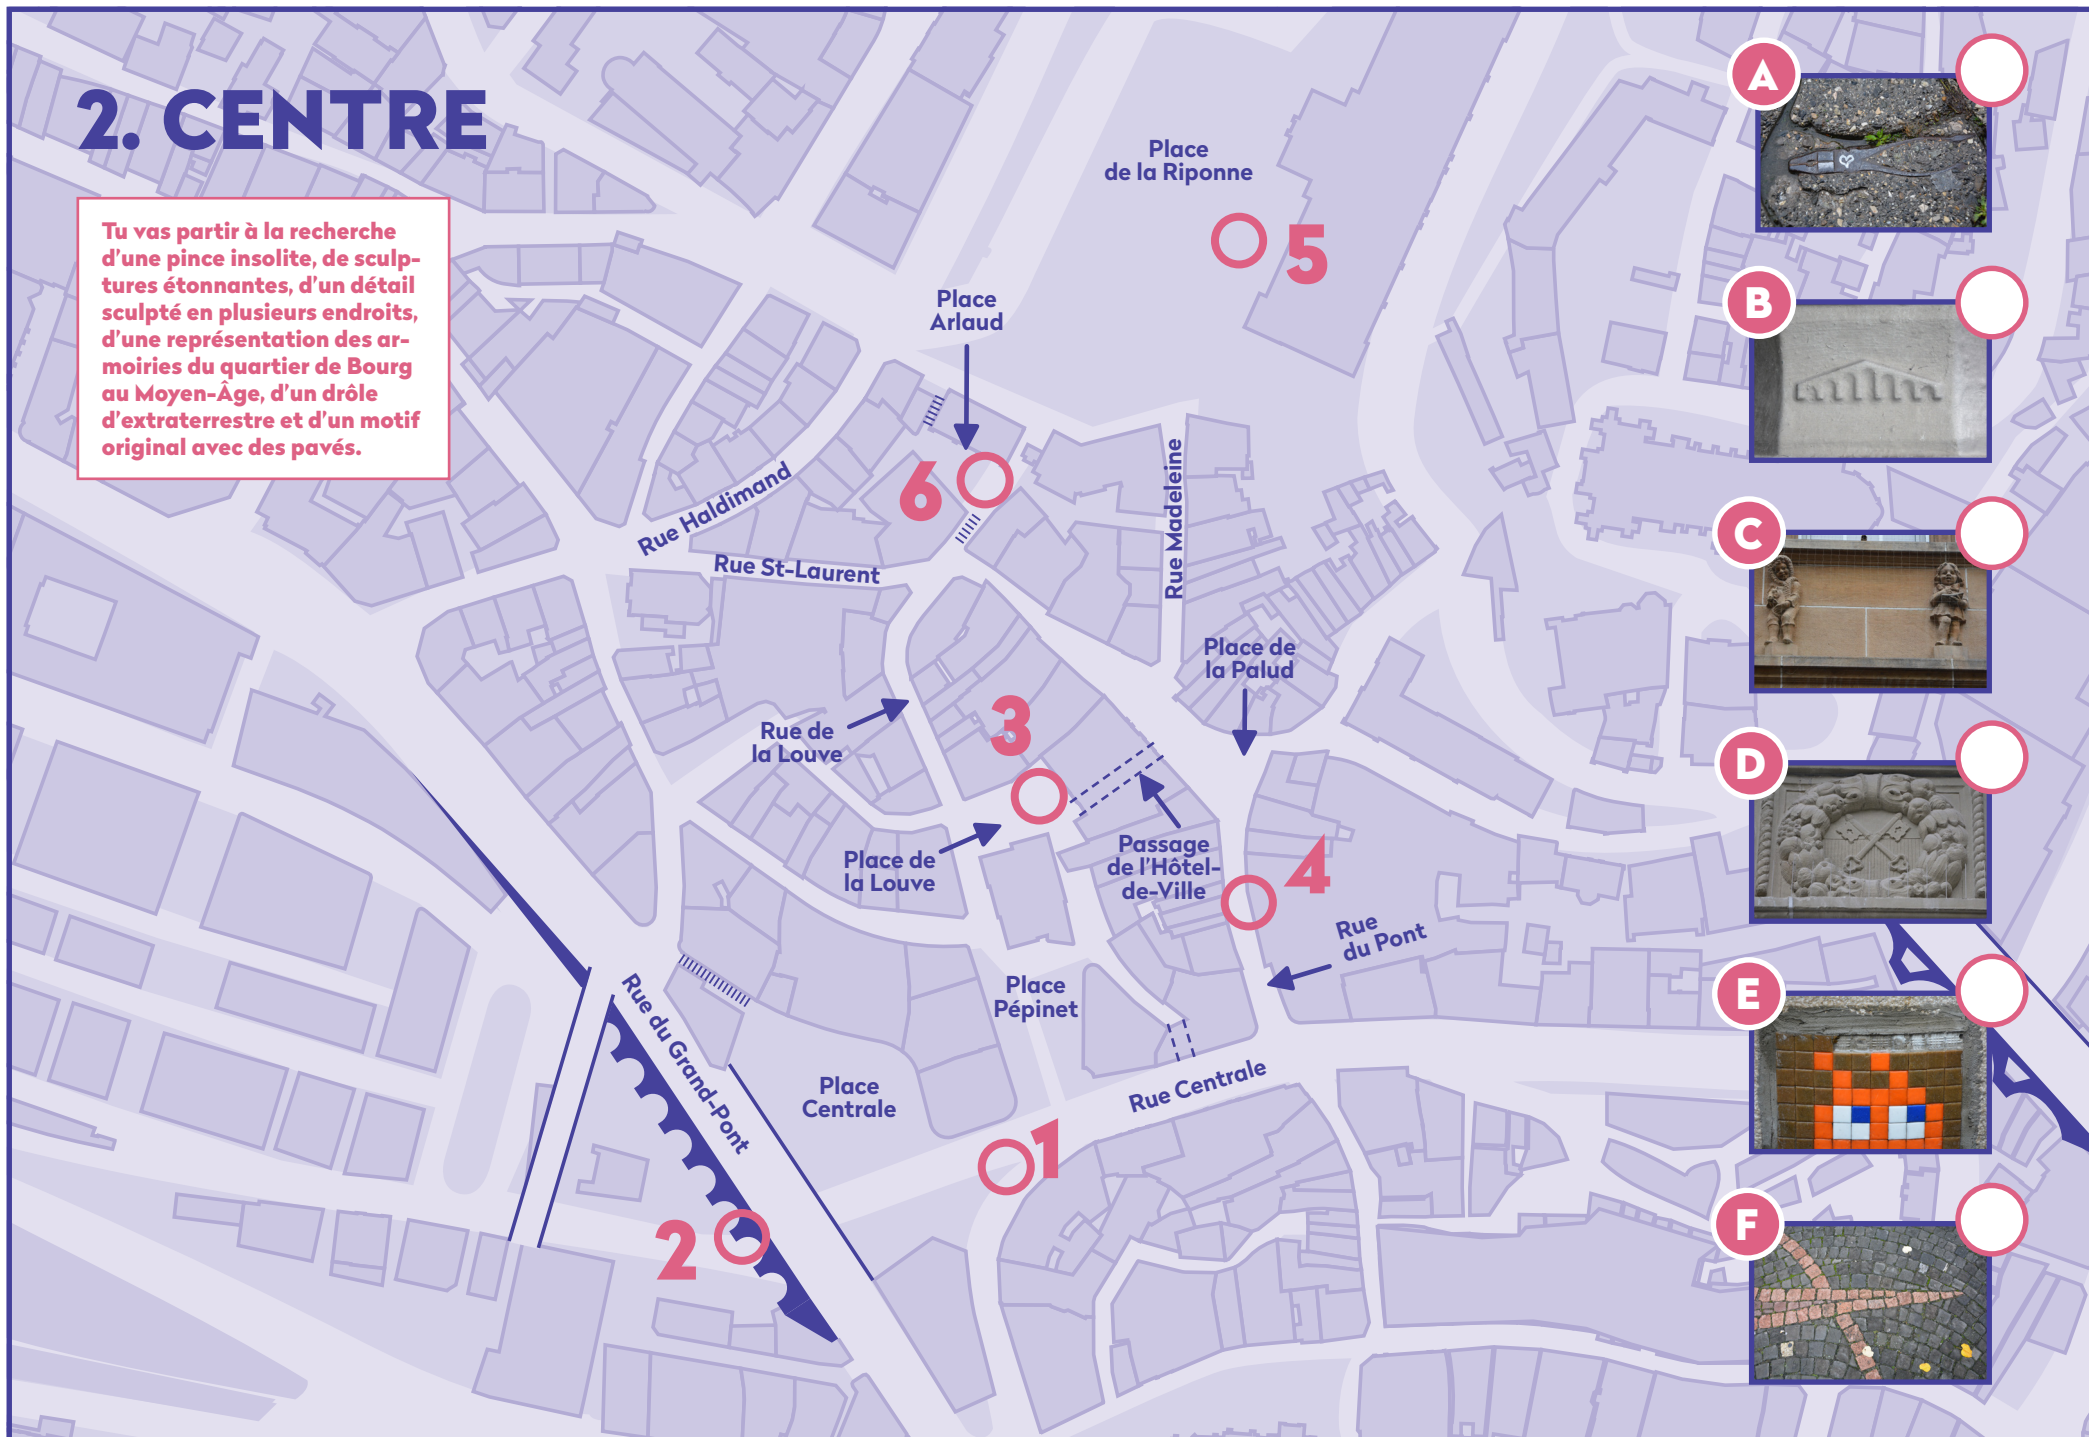 2. CENTRE
Tu vas partir à la recherche
d’une pince insolite, de sculp-
tures étonnantes, d’un détail
sculpté en plusieurs endroits,
d’une représentation des ar-
moiries du quartier de Bourg
au Moyen-Âge, d’un drôle
d’extraterrestre et d’un motif
original avec des pavés.
Place
de la Riponne
5
Place
Arlaud
6
Rue Haldimand
Rue St-Laurent
Rue Madeleine
Place de
la Palud
3
Rue de
la Louve
Place de
la Louve
Passage
de l’Hôtel-
de-Ville
4
Rue
du Pont
Place
Pépinet
Rue du Grand-Pont
Place
Centrale
Rue Centrale
1
2
A
B
C
D
E
F